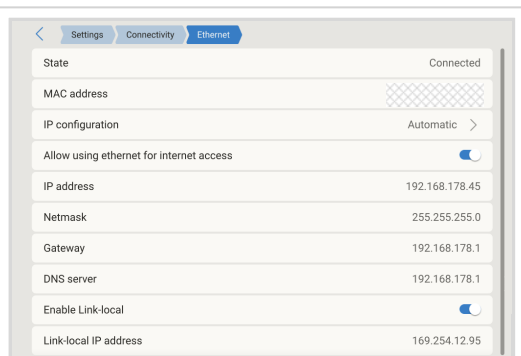 Settings Connectivity Ethernet
State Connected
MAC address
IP configuration Automatic
Allow using ethernet for internet access
IP address 192.168.178.45
Netmask 255.255.255.0
Gateway 192.168.178.1
DNS server 192.168.178.1
Enable Link-local
Link-local IP address 169.254.12.95